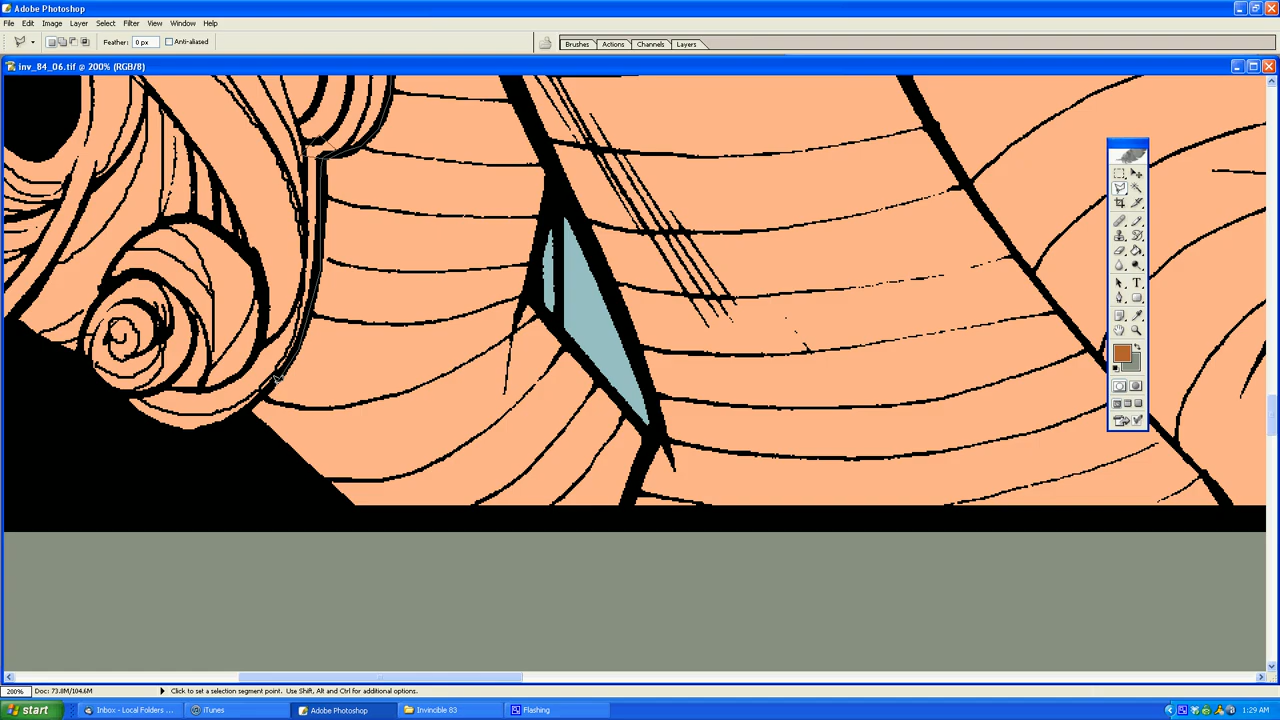 Adobe Photoshop
File Edit Image Layer Select Filter View Window Help
Feather: 0 px Anti-aliased Brushes Actions Channels Layers
inv_84_06.tif @ 200% (RGB/8)
T
200% Doc: 73.8M/104.6M Click to set a selection segment point. Use Shift, Alt and Ctrl for additional options.
start Inbox - Local Folders ... iTunes Adobe Photoshop Invincible 83 Flashing 1:29 AM